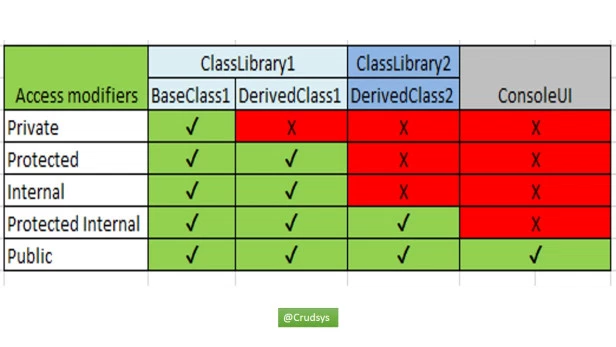 ClassLibrary1 ClassLibrary2
Access modifiers BaseClass1 DerivedClass1 DerivedClass2 ConsoleUI
Private ✓ X X X
Protected ✓ ✓ X X
Internal ✓ ✓ X X
Protected Internal ✓ ✓ ✓ X
Public ✓ ✓ ✓ ✓
@Crudsys